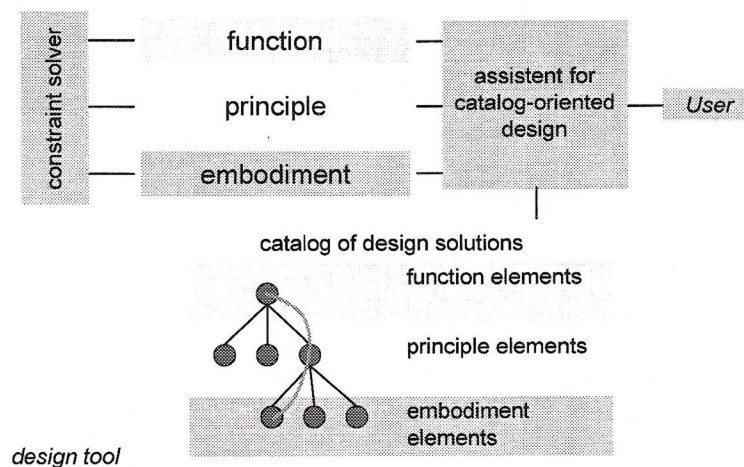 constraint solver
function
principle
embodiment
assistent for
catalog-oriented
design
User
catalog of design solutions
function elements
principle elements
embodiment
elements
design tool